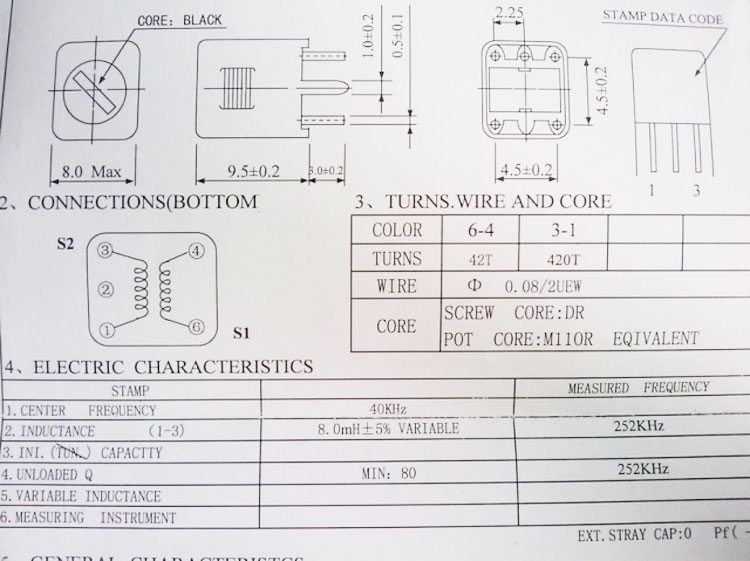 CORE: BLACK
2.25
STAMP DATA CODE
1.0±0.2
0.5±0.1
4.5±0.2
8.0 Max
9.5±0.2
3.0±0.2
4.5±0.2
1 3
2、CONNECTIONS(BOTTOM
3、TURNS.WIRE AND CORE
S2
③ ④
②
① ⑥
S1
COLOR 6-4 3-1
TURNS 42T 420T
WIRE Φ 0.08/2UEW
CORE SCREW CORE:DR
POT CORE:M110R EQIVALENT
4、ELECTRIC CHARACTERISTICS
STAMP MEASURED FREQUENCY
1.CENTER FREQUENCY 40KHz
2.INDUCTANCE (1-3) 8.0mH±5% VARIABLE 252KHz
3.INI.(TUN.) CAPACTTY
4.UNLOADED Q MIN: 80 252KHz
5.VARIABLE INDUCTANCE
6.MEASURING INSTRUMENT
EXT.STRAY CAP:0 Pf(-
GENERAL CHARACTERISTCS